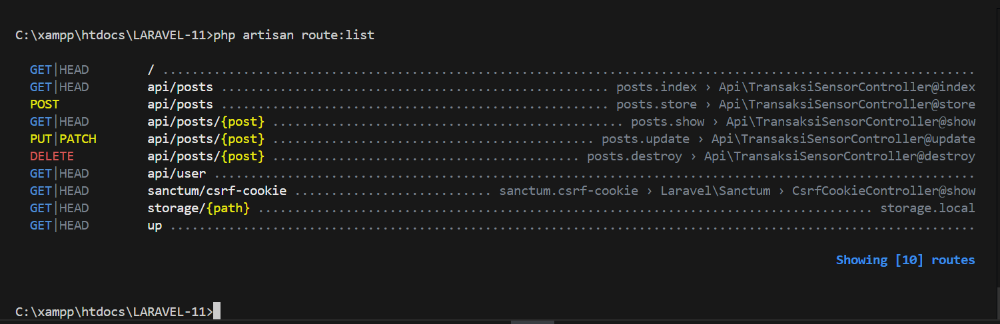 C:\xampp\htdocs\LARAVEL-11>php artisan route:list
GET|HEAD / ...............................................................................................................
GET|HEAD api/posts ..................................................... posts.index › Api\TransaksiSensorController@index
POST api/posts ..................................................... posts.store › Api\TransaksiSensorController@store
GET|HEAD api/posts/{post} ................................................ posts.show › Api\TransaksiSensorController@show
PUT|PATCH api/posts/{post} ............................................ posts.update › Api\TransaksiSensorController@update
DELETE api/posts/{post} .......................................... posts.destroy › Api\TransaksiSensorController@destroy
GET|HEAD api/user ........................................................................................................
GET|HEAD sanctum/csrf-cookie ........................... sanctum.csrf-cookie › Laravel\Sanctum › CsrfCookieController@show
GET|HEAD storage/{path} .................................................................................... storage.local
GET|HEAD up ..............................................................................................................
Showing [10] routes
C:\xampp\htdocs\LARAVEL-11>